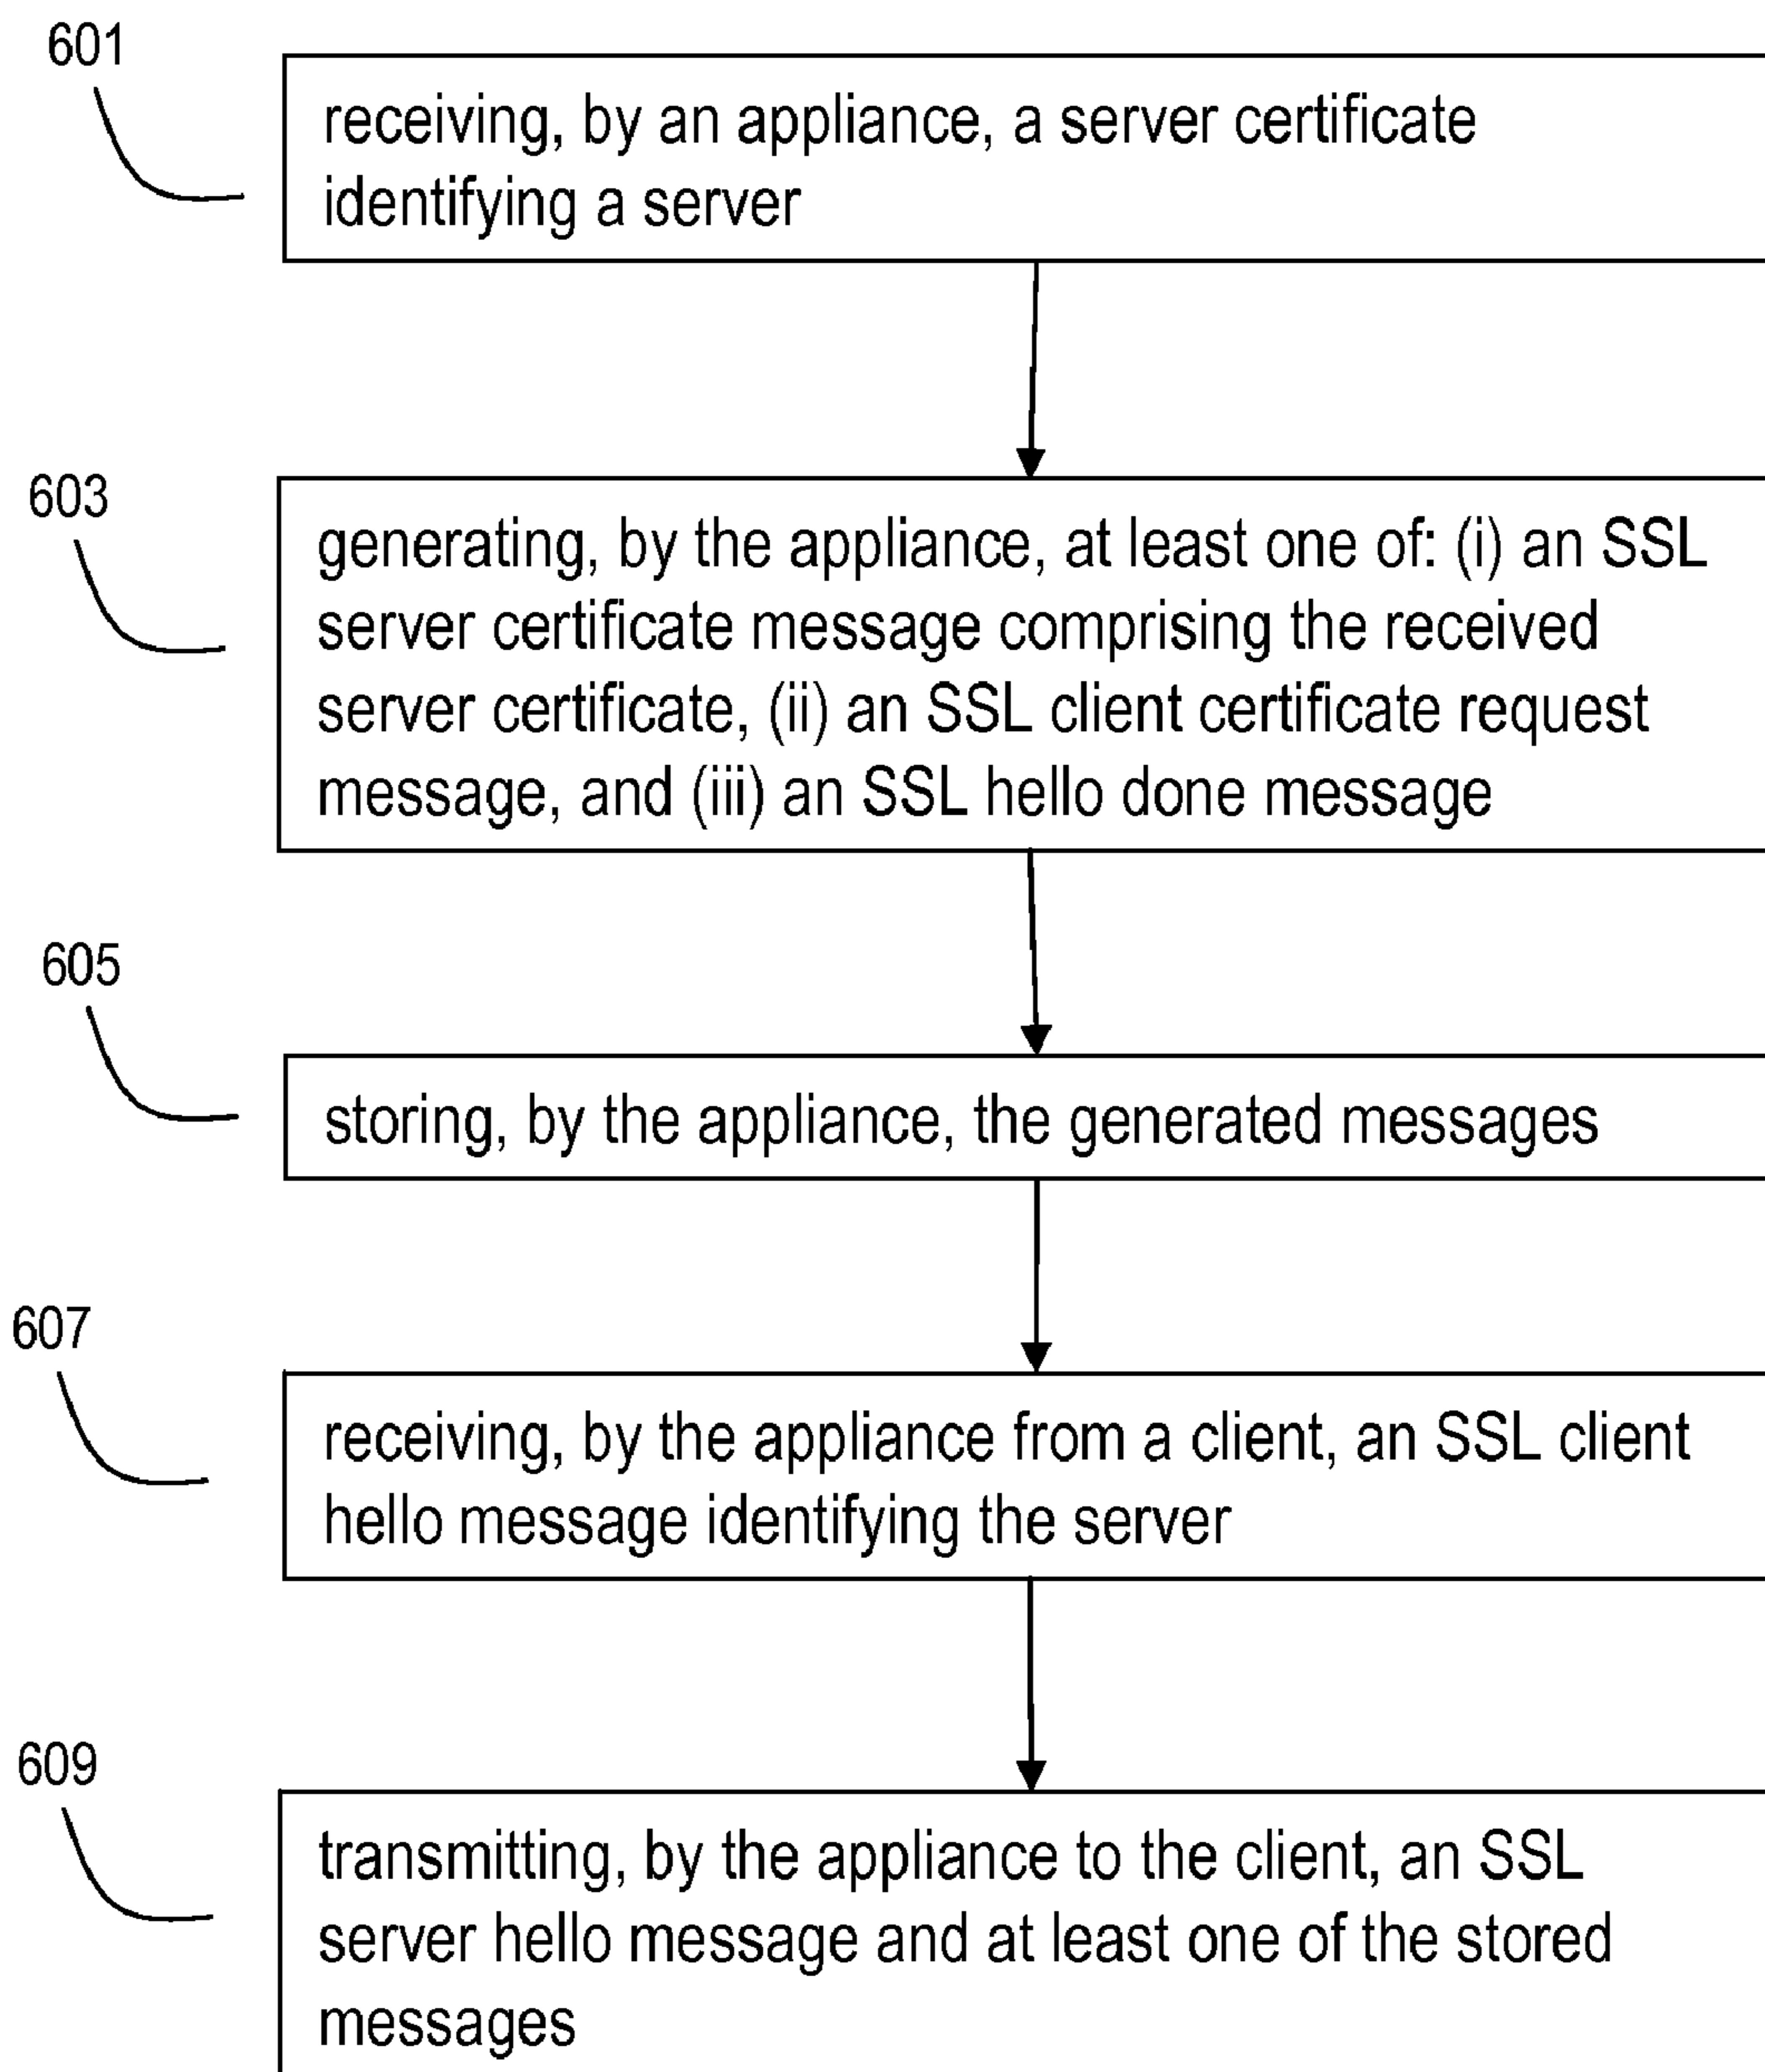 601
receiving, by an appliance, a server certificate
identifying a server
603
generating, by the appliance, at least one of: (i) an SSL
server certificate message comprising the received
server certificate, (ii) an SSL client certificate request
message, and (iii) an SSL hello done message
605
storing, by the appliance, the generated messages
607
receiving, by the appliance from a client, an SSL client
hello message identifying the server
609
transmitting, by the appliance to the client, an SSL
server hello message and at least one of the stored
messages